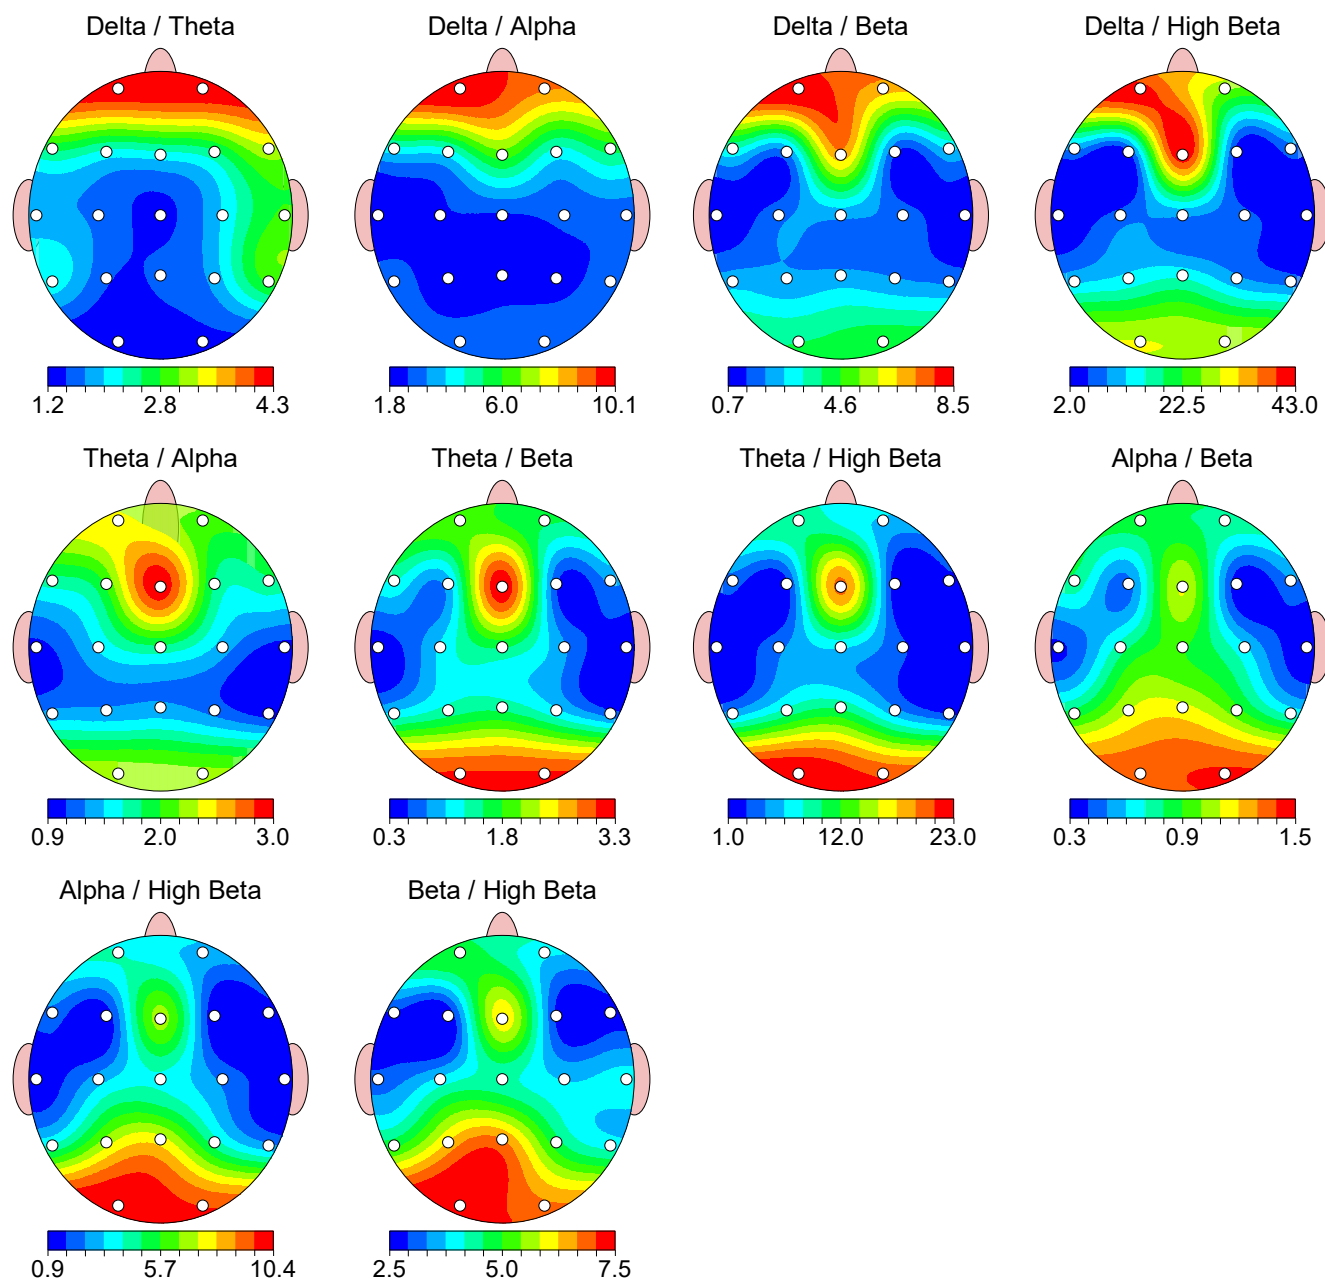 Delta / Theta
Delta / Alpha
Delta / Beta
Delta / High Beta
1.2 2.8 4.3
1.8 6.0 10.1
0.7 4.6 8.5
2.0 22.5 43.0
Theta / Alpha
Theta / Beta
Theta / High Beta
Alpha / Beta
0.9 2.0 3.0
0.3 1.8 3.3
1.0 12.0 23.0
0.3 0.9 1.5
Alpha / High Beta
Beta / High Beta
0.9 5.7 10.4
2.5 5.0 7.5